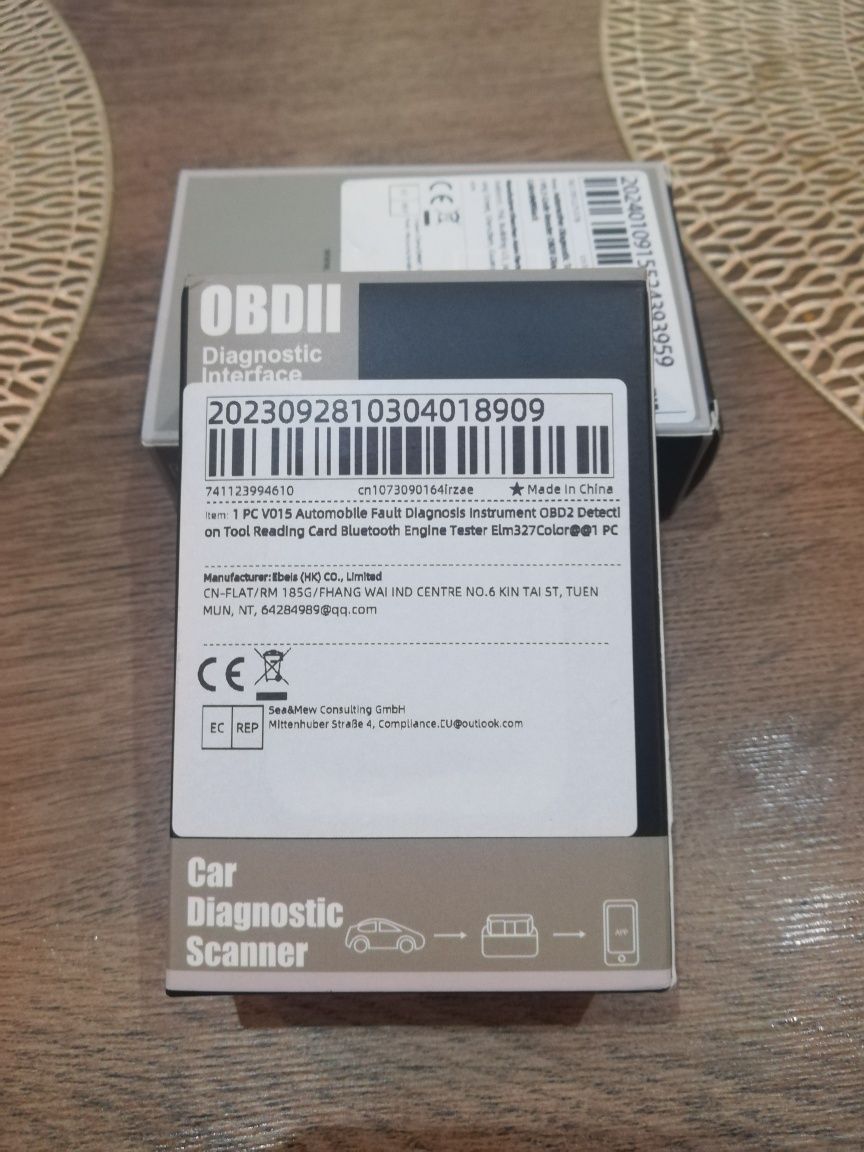 2024010915524393959
OBDII
Diagnostic
Interface
2023092810304018909
741123994610 cn1073090164irzae ★ Made in China
Item: 1 PC V015 Automobile Fault Diagnosis Instrument OBD2 Detecti
on Tool Reading Card Bluetooth Engine Tester Elm327Color@@1 PC
Manufacturer:Ebeis (HK) CO., Limited
CN-FLAT/RM 185G/FHANG WAI IND CENTRE NO.6 KIN TAI ST, TUEN
MUN, NT, 64284989@qq.com
CE
EC REP
Sea&Mew Consulting GmbH
Mittenhuber Straße 4, Compliance.EU@outlook.com
Car
Diagnostic
Scanner
APP